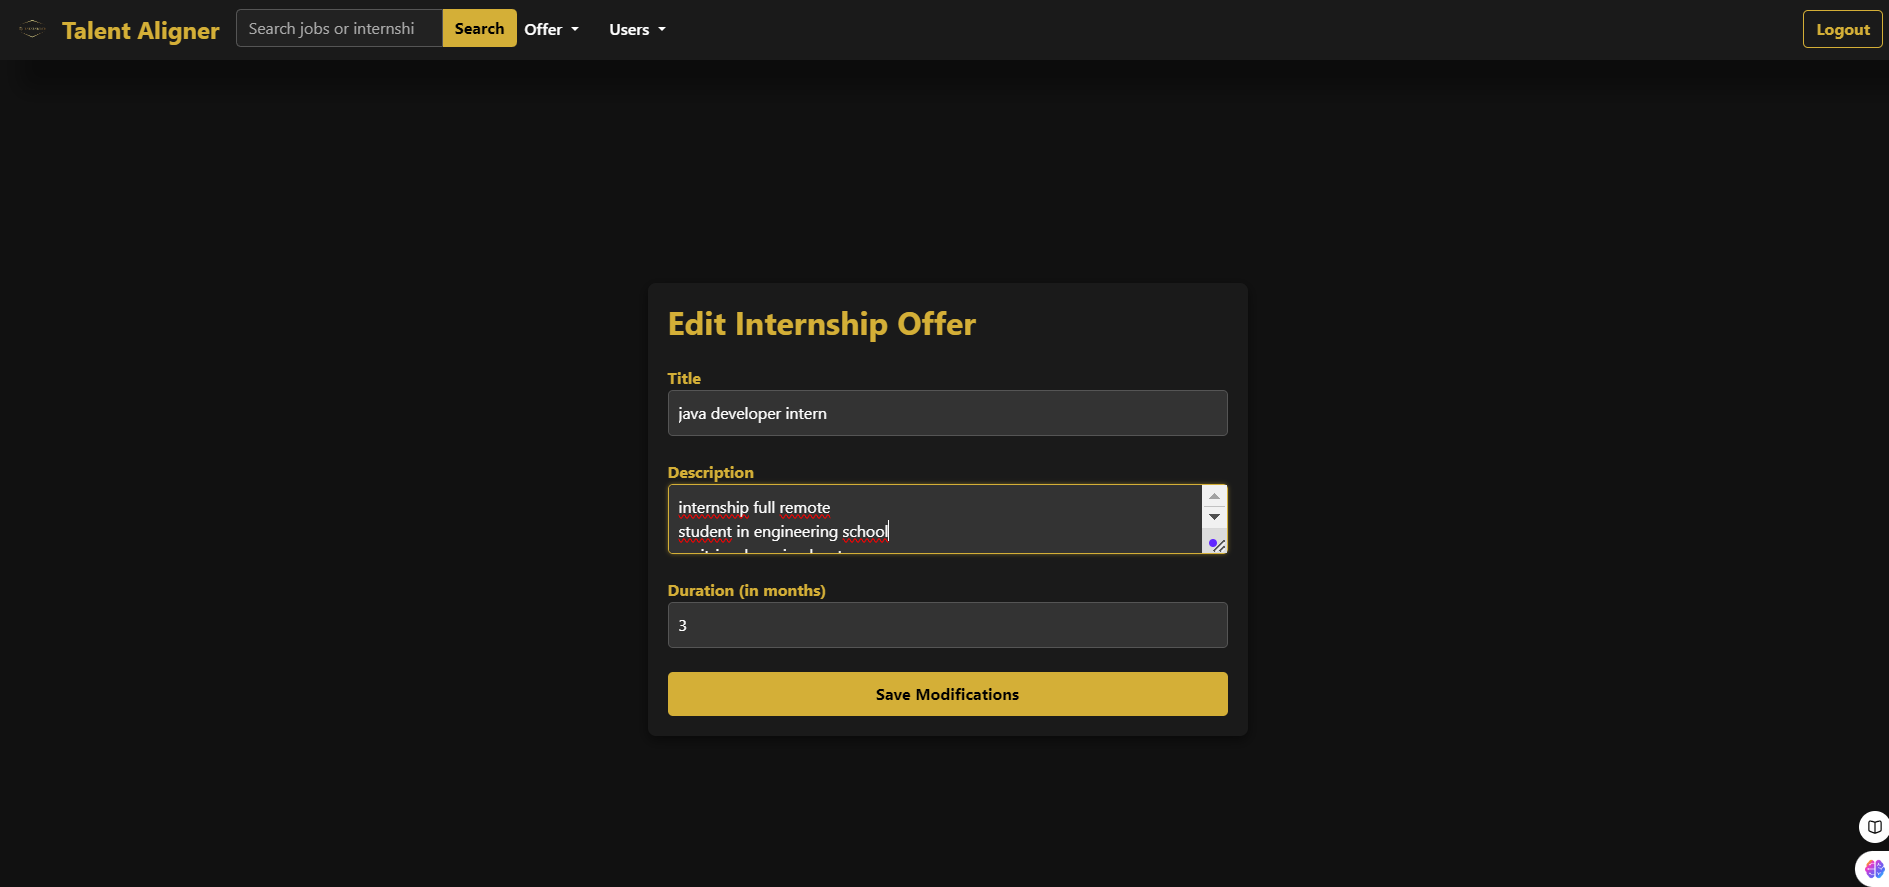 Talent Aligner
Search jobs or internshi
Search
Offer
Users
Logout
Edit Internship Offer
Title
java developer intern
Description
internship full remote
student in engineering school
Duration (in months)
3
Save Modifications